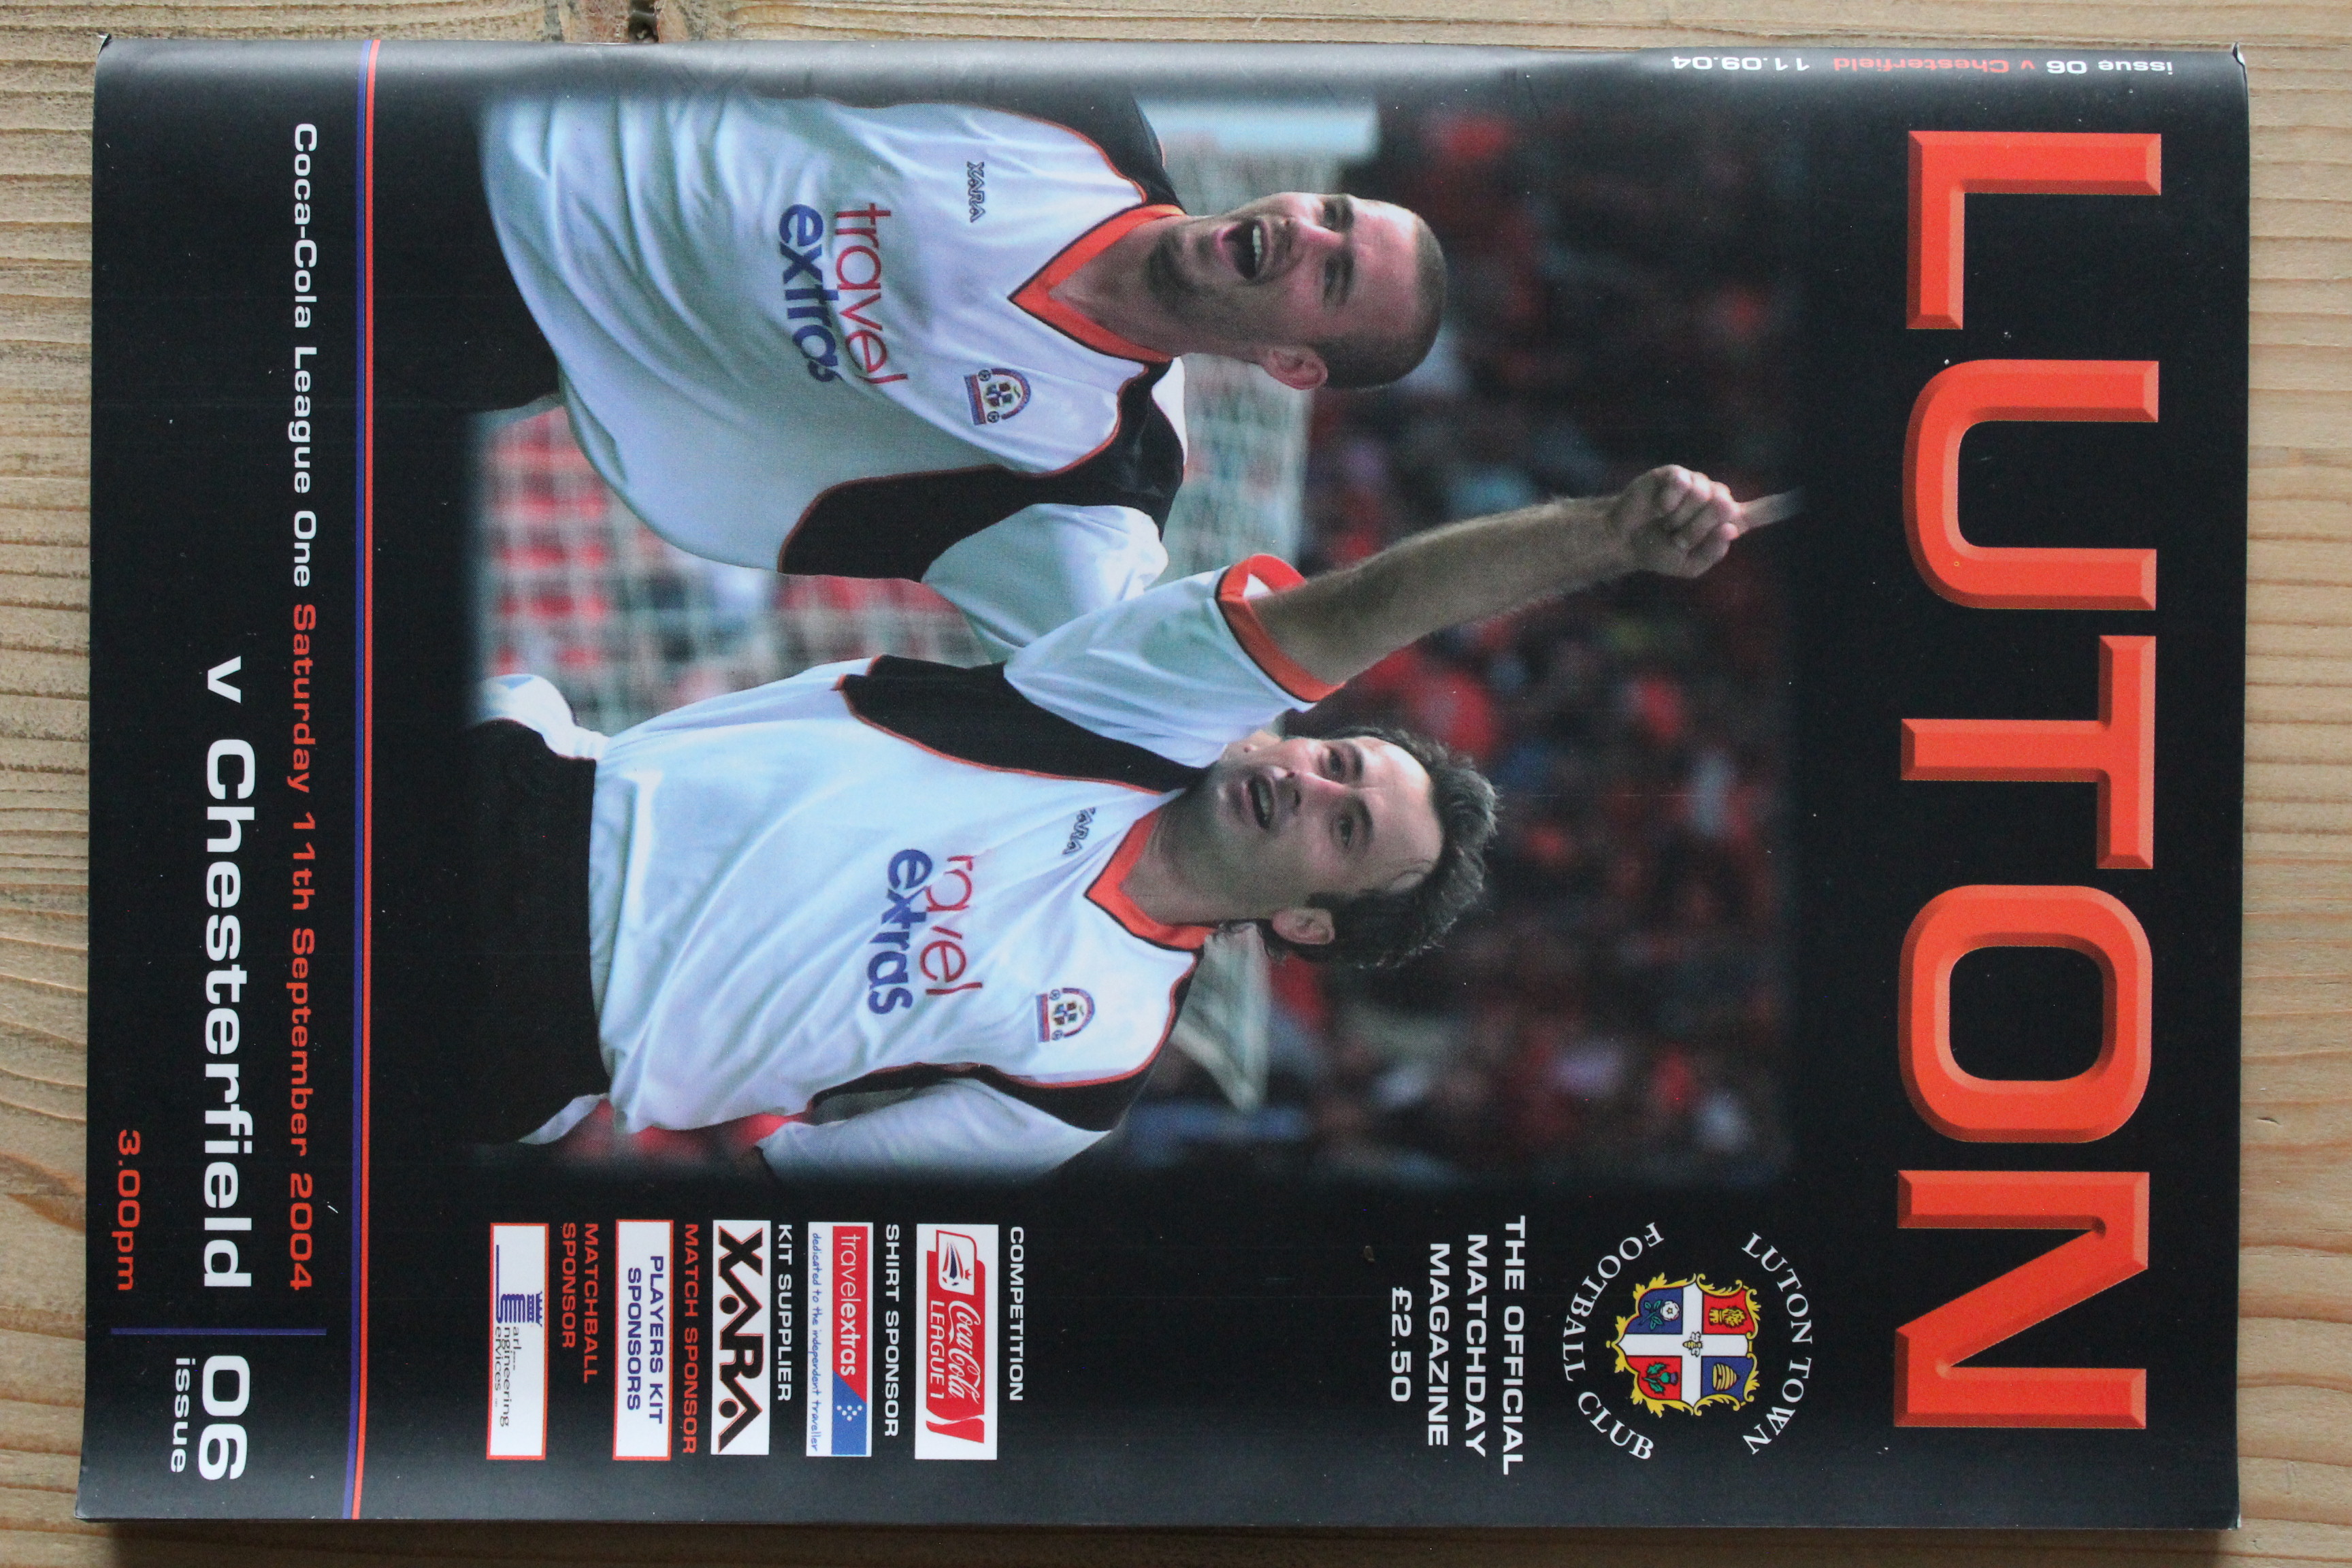 issue 06 v Chesterfield 11.09.04
LUTON
LUTON TOWN
FOOTBALL CLUB
THE OFFICIAL
MATCHDAY
MAGAZINE
£2.50
XARA
travel
extras
travel
extras
COMPETITION
Coca-Cola
LEAGUE 1
SHIRT SPONSOR
travelextras
dedicated to the independent traveller
KIT SUPPLIER
XARA
MATCH SPONSOR
PLAYERS KIT
SPONSORS
MATCHBALL
SPONSOR
arl
ngineering
ervices
Coca-Cola League One Saturday 11th September 2004
v Chesterfield 06
issue
3.00pm